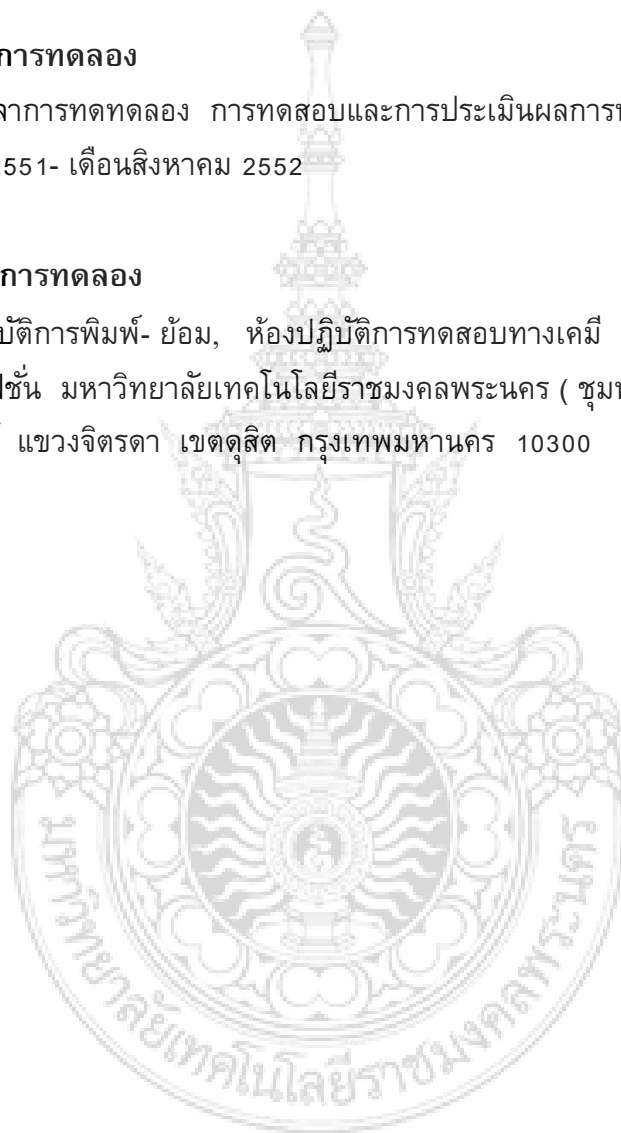 การทดลอง
าการทดทดลอง การทดสอบและการประเมินผลการ
2551- เดือนสิงหาคม 2552
การทดลอง
บัติการพิมพ์- ย้อม, ห้องปฏิบัติการทดสอบทางเคมี
ชั่น มหาวิทยาลัยเทคโนโลยีราชมงคลพระนคร ( ชุม
แขวงจิตรดา เขตดุสิต กรุงเทพมหานคร 10300
มหาวิทยาลัยเทคโนโลยีราชมงคลพระนคร